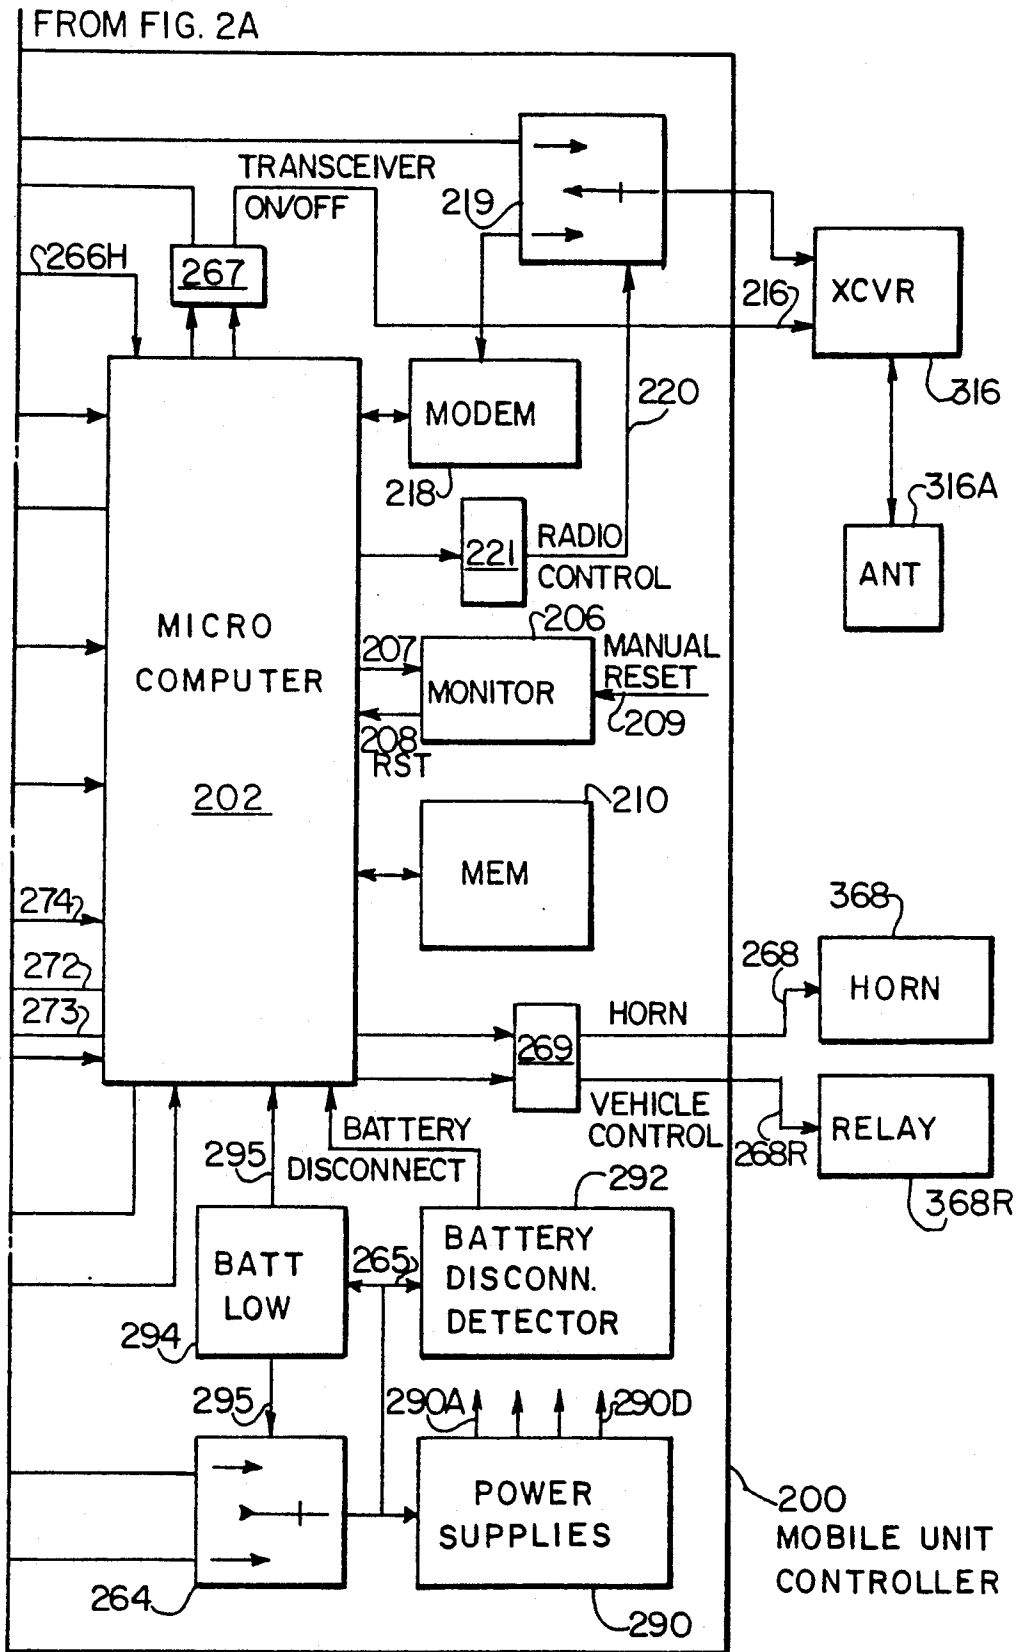 FROM FIG. 2A
TRANSCEIVER
ON/OFF
219
266H
267
216
XCVR
316
MODEM
218
220
316A
ANT
221
RADIO
CONTROL
MICRO
COMPUTER
202
206
207
MONITOR
MANUAL
RESET
209
208
RST
210
MEM
274
272
273
368
268
HORN
HORN
269
VEHICLE
CONTROL
268R
RELAY
368R
BATTERY
DISCONNECT
295
292
BATT
LOW
294
265
BATTERY
DISCONN.
DETECTOR
295
290A
290D
264
POWER
SUPPLIES
290
200
MOBILE UNIT
CONTROLLER